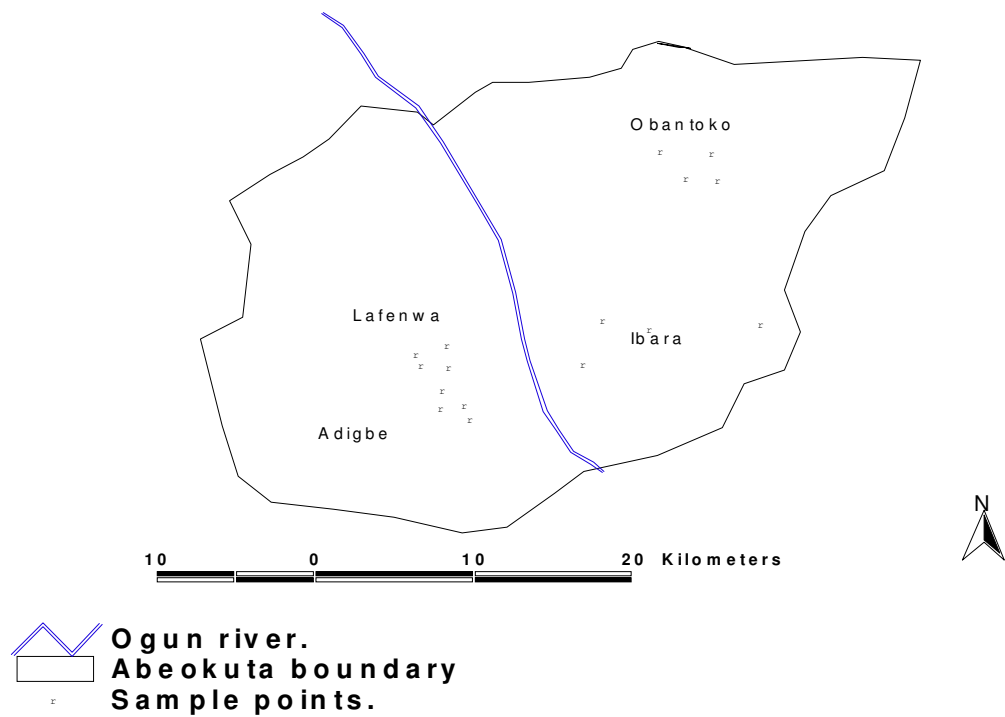 Obantoko
r r
r r
Lafenwa
r r r
Ibara
r
r
r r
r
r r
r
Adigbe
N
10 0 10 20 Kilometers
Ogun river.
Abeokuta boundary
r Sample points.